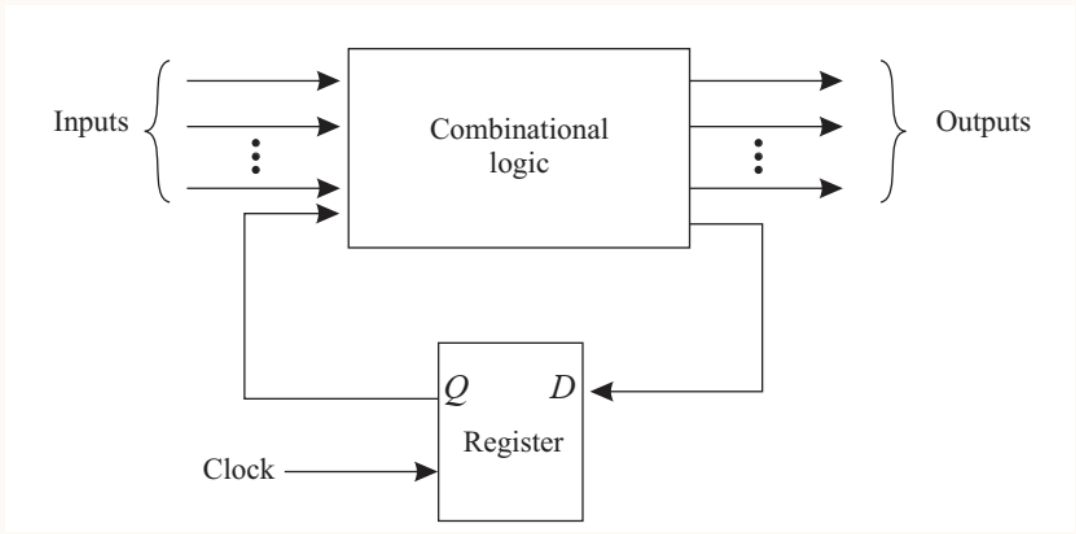 Inputs
Combinational
logic
Outputs
Q
D
Register
Clock